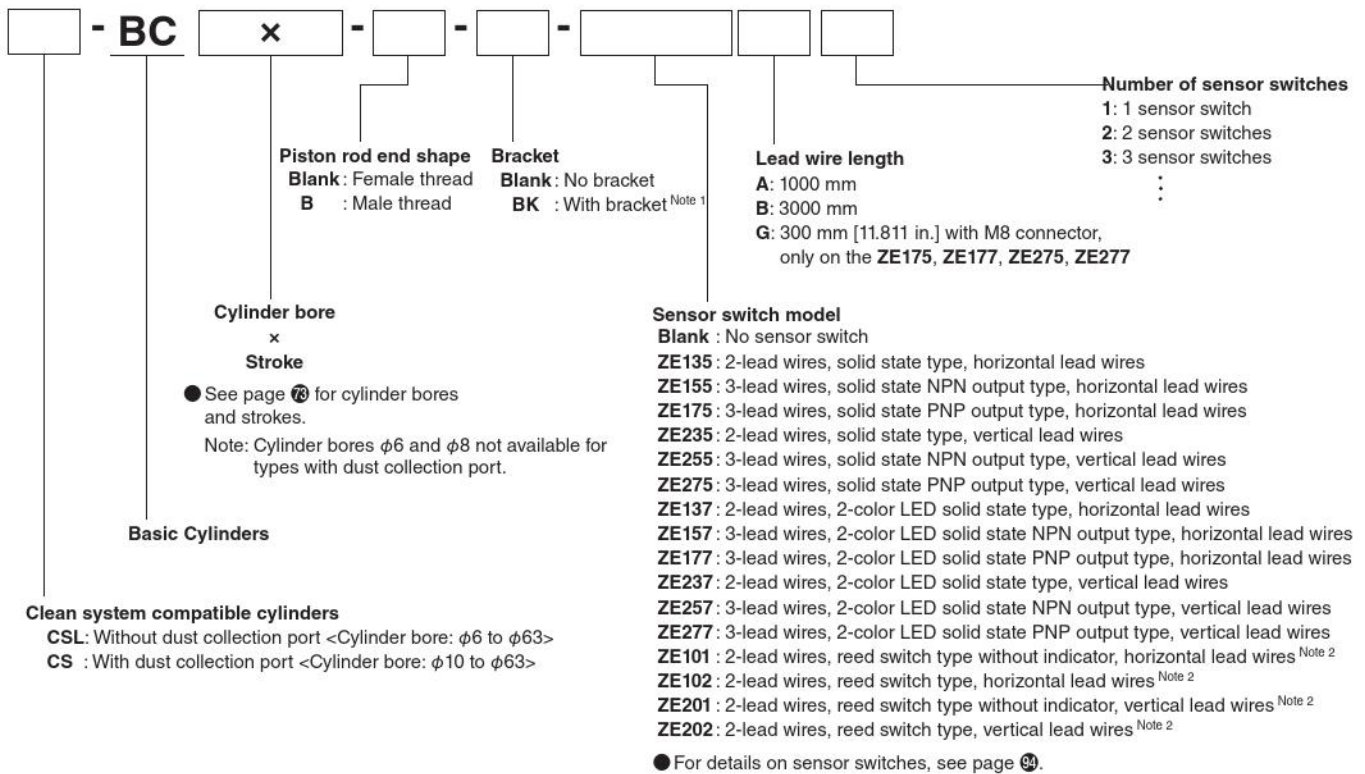 - BC × - - -
Number of sensor switches
1: 1 sensor switch
2: 2 sensor switches
3: 3 sensor switches
⋮
Lead wire length
A: 1000 mm
B: 3000 mm
G: 300 mm [11.811 in.] with M8 connector,
only on the ZE175, ZE177, ZE275, ZE277
Piston rod end shape
Blank : Female thread
B : Male thread
Bracket
Blank : No bracket
BK : With bracket Note 1
Cylinder bore
×
Stroke
● See page 73 for cylinder bores
and strokes.
Note: Cylinder bores φ6 and φ8 not available for
types with dust collection port.
Sensor switch model
Blank : No sensor switch
ZE135 : 2-lead wires, solid state type, horizontal lead wires
ZE155 : 3-lead wires, solid state NPN output type, horizontal lead wires
ZE175 : 3-lead wires, solid state PNP output type, horizontal lead wires
ZE235 : 2-lead wires, solid state type, vertical lead wires
ZE255 : 3-lead wires, solid state NPN output type, vertical lead wires
ZE275 : 3-lead wires, solid state PNP output type, vertical lead wires
ZE137 : 2-lead wires, 2-color LED solid state type, horizontal lead wires
ZE157 : 3-lead wires, 2-color LED solid state NPN output type, horizontal lead wires
ZE177 : 3-lead wires, 2-color LED solid state PNP output type, horizontal lead wires
ZE237 : 2-lead wires, 2-color LED solid state type, vertical lead wires
ZE257 : 3-lead wires, 2-color LED solid state NPN output type, vertical lead wires
ZE277 : 3-lead wires, 2-color LED solid state PNP output type, vertical lead wires
ZE101 : 2-lead wires, reed switch type without indicator, horizontal lead wires Note 2
ZE102 : 2-lead wires, reed switch type, horizontal lead wires Note 2
ZE201 : 2-lead wires, reed switch type without indicator, vertical lead wires Note 2
ZE202 : 2-lead wires, reed switch type, vertical lead wires Note 2
● For details on sensor switches, see page 94.
Basic Cylinders
Clean system compatible cylinders
CSL: Without dust collection port <Cylinder bore: φ6 to φ63>
CS : With dust collection port <Cylinder bore: φ10 to φ63>